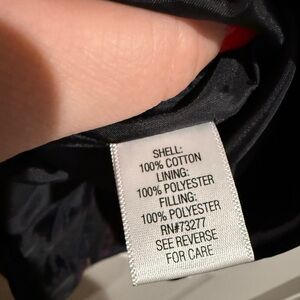 SHELL:
100% COTTON
LINING:
100% POLYESTER
FILLING:
100% POLYESTER
RN#73277
SEE REVERSE
FOR CARE